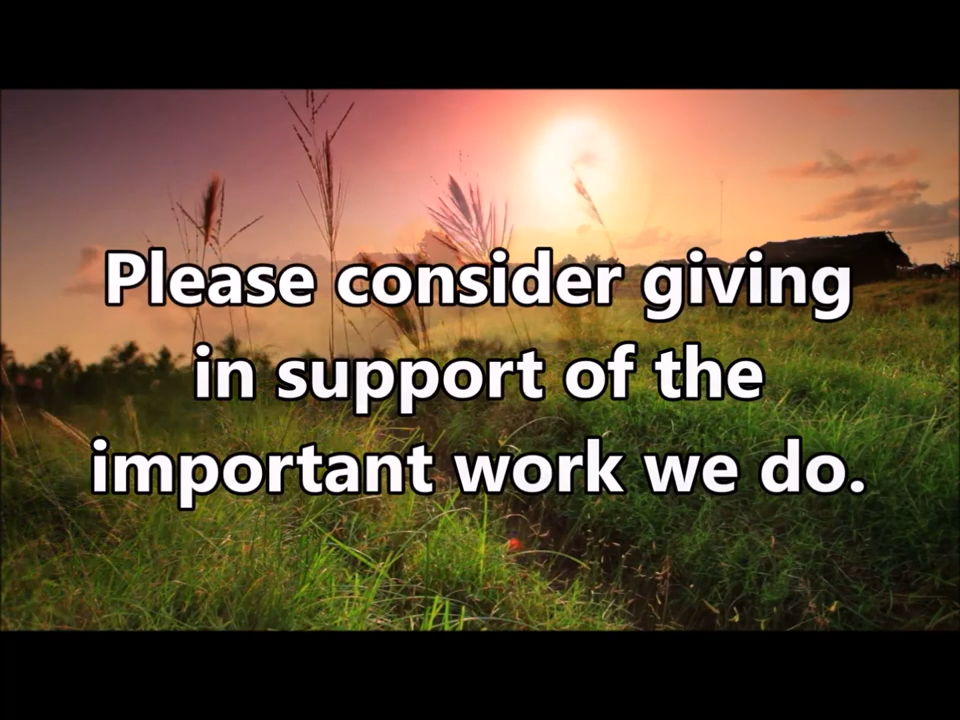 Please consider giving
in support of the
important work we do.